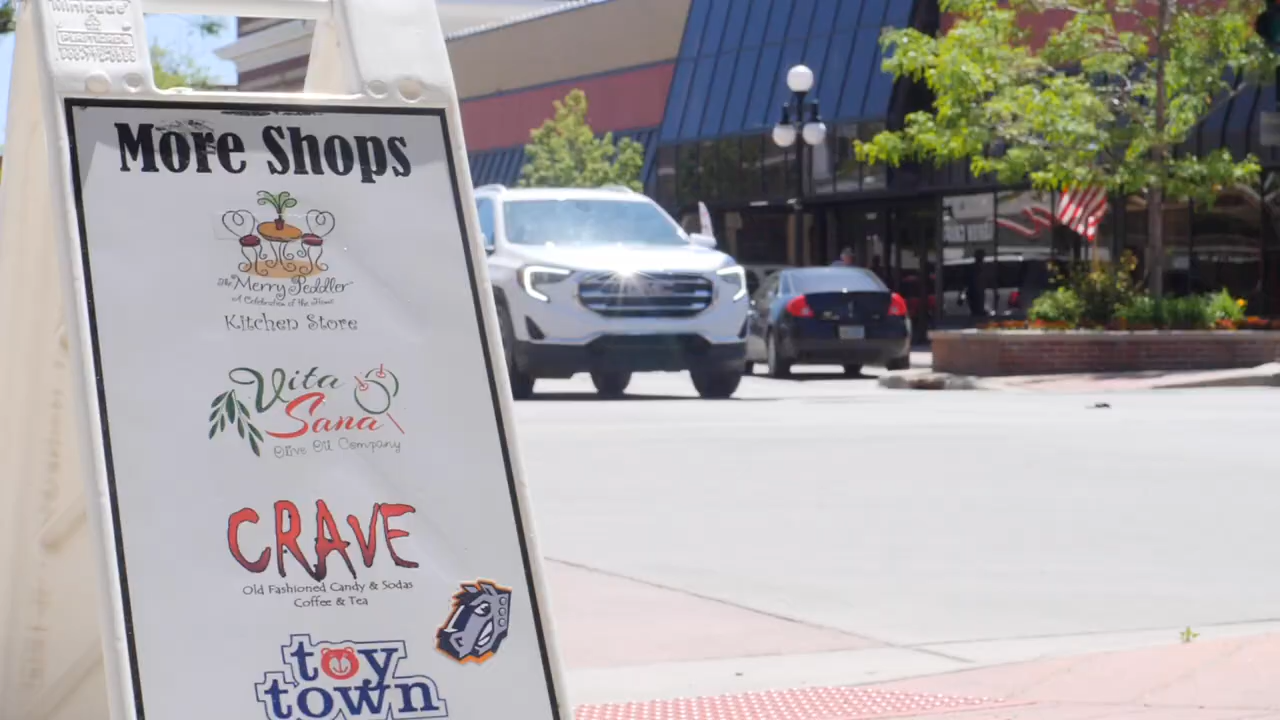 Minicade
More Shops
The Merry Peddler
A Celebration of the Home
Kitchen Store
Vita
Sana
Olive Oil Company
CRAVE
Old Fashioned Candy & Sodas
Coffee & Tea
toy
town